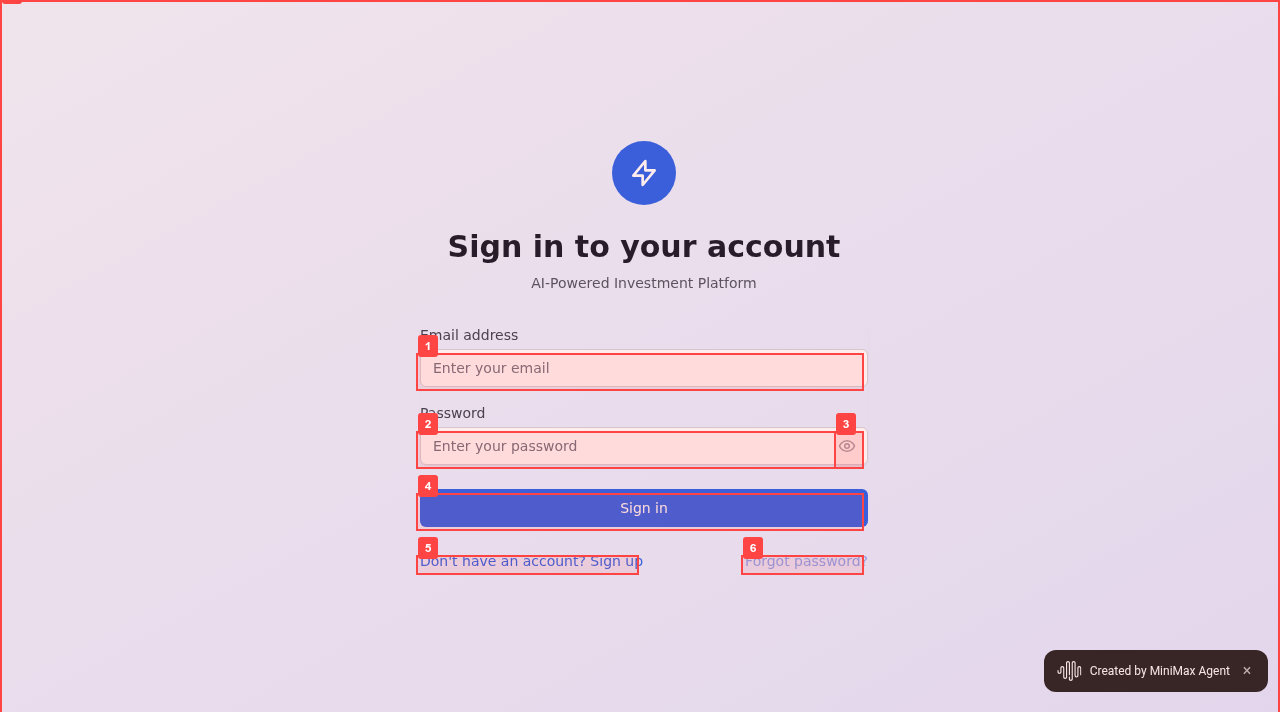 Sign in to your account
AI-Powered Investment Platform
Email address
1
Enter your email
Password
2
3
Enter your password
4
Sign in
5
6
Don't have an account? Sign up
Forgot password?
Created by MiniMax Agent ×